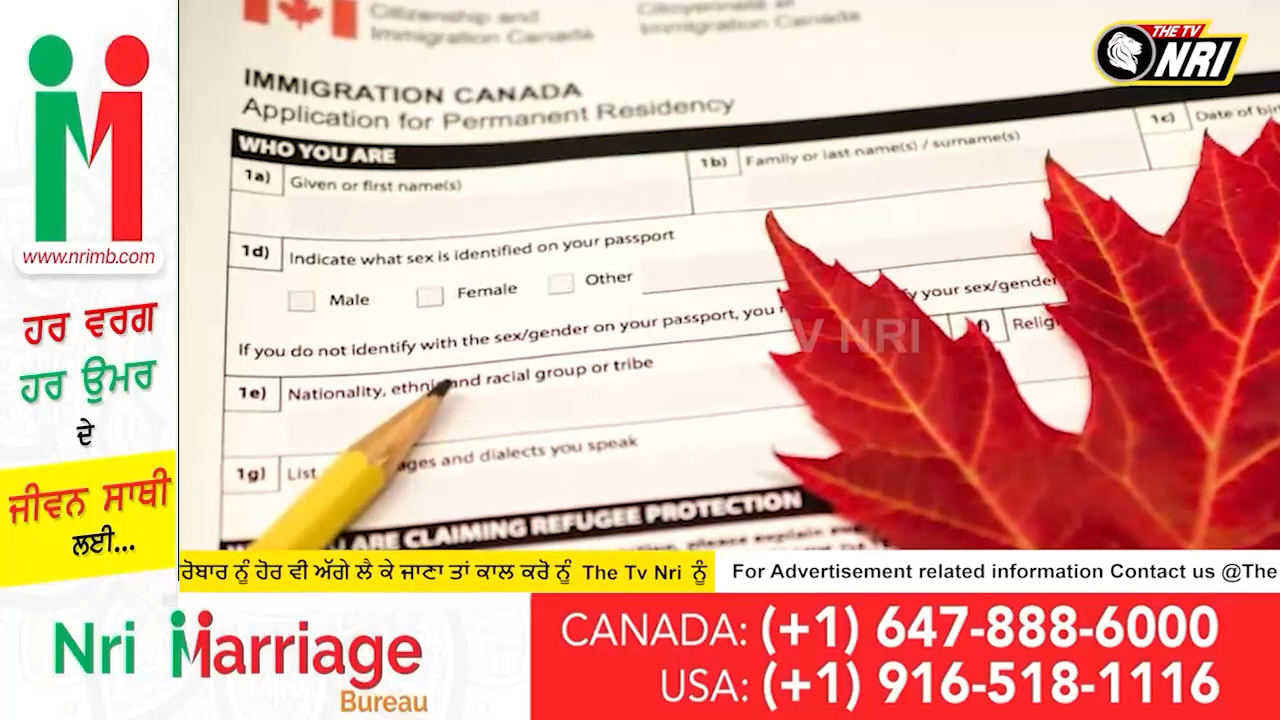 Citizenship and
Immigration Canada
Immigration Canada
THE TV
NRI
IMMIGRATION CANADA
Application for Permanent Residency
WHO YOU ARE
1a) Given or first name(s)
1b) Family or last name(s) / surname(s)
1c) Date of
1d) Indicate what sex is identified on your passport
Male Female Other
If you do not identify with the sex/gender on your passport, you your sex/gender
1e) Nationality, ethnic and racial group or tribe
1g) List and dialects you speak
ARE CLAIMING REFUGEE PROTECTION
V NRI
www.nrimb.com
ਹਰ ਵਰਗ
ਹਰ ਉਮਰ
ਦੇ
ਜੀਵਨ ਸਾਥੀ
ਲਈ...
ਰੋਬਾਰ ਨੂੰ ਹੋਰ ਵੀ ਅੱਗੇ ਲੈ ਕੇ ਜਾਣਾ ਤਾਂ ਕਾਲ ਕਰੋ ਨੂੰ The Tv Nri ਨੂੰ
For Advertisement related information Contact us @The
Nri Marriage
Bureau
CANADA: (+1) 647-888-6000
USA: (+1) 916-518-1116